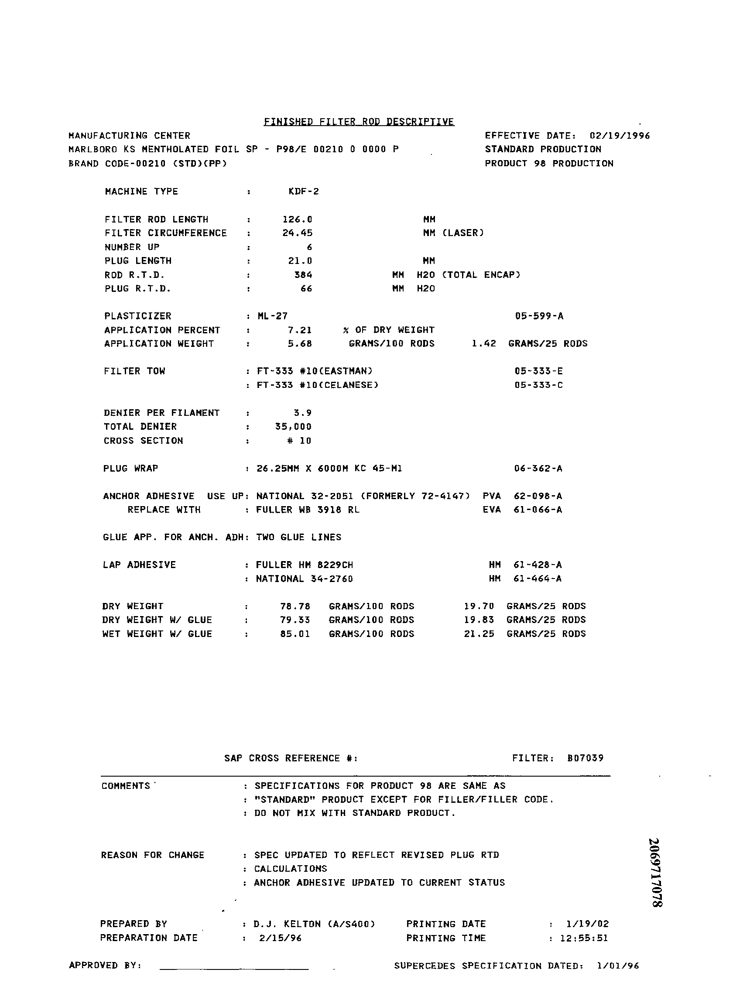 FINISHED FILTER ROD DESCRIPTIVE
MANUFACTURING CENTER EFFECTIVE DATE: 02/19/1996
MARLBORO KS MENTHOLATED FOIL SP - P98/E 00210 0 0000 P STANDARD PRODUCTION
BRAND CODE-00210 (STD)(PP) PRODUCT 98 PRODUCTION
MACHINE TYPE : KDF-2
FILTER ROD LENGTH : 126.0 MM
FILTER CIRCUMFERENCE : 24.45 MM (LASER)
NUMBER UP : 6
PLUG LENGTH : 21.0 MM
ROD R.T.D. : 384 MM H2O (TOTAL ENCAP)
PLUG R.T.D. : 66 MM H2O
PLASTICIZER : ML-27 05-599-A
APPLICATION PERCENT : 7.21 % OF DRY WEIGHT
APPLICATION WEIGHT : 5.68 GRAMS/100 RODS 1.42 GRAMS/25 RODS
FILTER TOW : FT-333 #10(EASTMAN) 05-333-E
: FT-333 #10(CELANESE) 05-333-C
DENIER PER FILAMENT : 3.9
TOTAL DENIER : 35,000
CROSS SECTION : # 10
PLUG WRAP : 26.25MM X 6000M KC 45-M1 06-362-A
ANCHOR ADHESIVE USE UP: NATIONAL 32-2051 (FORMERLY 72-4147) PVA 62-098-A
REPLACE WITH : FULLER WB 3918 RL EVA 61-066-A
GLUE APP. FOR ANCH. ADH: TWO GLUE LINES
LAP ADHESIVE : FULLER HM 8229CH HM 61-428-A
: NATIONAL 34-2760 HM 61-464-A
DRY WEIGHT : 78.78 GRAMS/100 RODS 19.70 GRAMS/25 RODS
DRY WEIGHT W/ GLUE : 79.33 GRAMS/100 RODS 19.83 GRAMS/25 RODS
WET WEIGHT W/ GLUE : 85.01 GRAMS/100 RODS 21.25 GRAMS/25 RODS
SAP CROSS REFERENCE #: FILTER: B07039
COMMENTS : SPECIFICATIONS FOR PRODUCT 98 ARE SAME AS
: "STANDARD" PRODUCT EXCEPT FOR FILLER/FILLER CODE.
: DO NOT MIX WITH STANDARD PRODUCT.
REASON FOR CHANGE : SPEC UPDATED TO REFLECT REVISED PLUG RTD
: CALCULATIONS
: ANCHOR ADHESIVE UPDATED TO CURRENT STATUS
2069717078
PREPARED BY : D.J. KELTON (A/S400) PRINTING DATE : 1/19/02
PREPARATION DATE : 2/15/96 PRINTING TIME : 12:55:51
APPROVED BY: SUPERCEDES SPECIFICATION DATED: 1/01/96